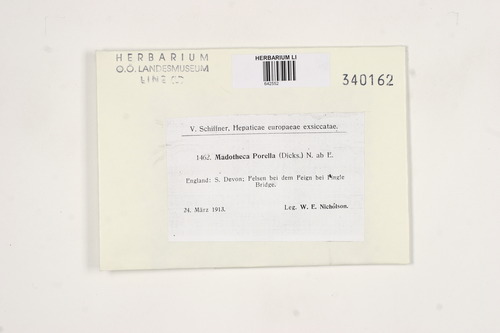 HERBARIUM
O.Ö. LANDESMUSEUM
LINZ
HERBARIUM LI
340162
V. Schiffner, Hepaticae europaeae exsiccatae.
1462. Madotheca Porella (Dicks.) N. ab E.
England: S. Devon; Felsen bei dem Feign bei Fingle
Bridge.
24. März 1913. Leg. W. E. Nicholson.